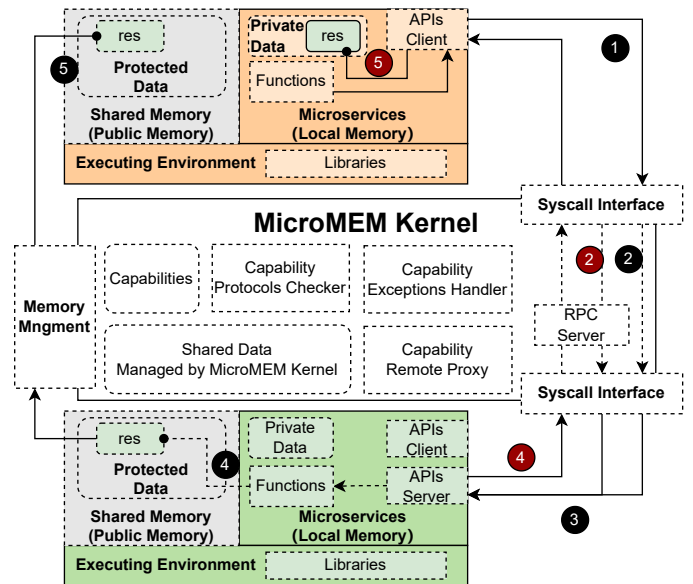 res
Protected
Data
Shared Memory
(Public Memory)
Private
Data
res
APIs
Client
Functions
5
5
Microservices
(Local Memory)
Executing Environment
Libraries
1
Syscall Interface
MicroMEM Kernel
Memory
Mngment
Capabilities
Capability
Protocols Checker
Capability
Exceptions Handler
Shared Data
Managed by MicroMEM Kernel
Capability
Remote Proxy
2
2
RPC
Server
Syscall Interface
res
Protected
Data
Shared Memory
(Public Memory)
4
Private
Data
APIs
Client
Functions
APIs
Server
4
3
Microservices
(Local Memory)
Executing Environment
Libraries